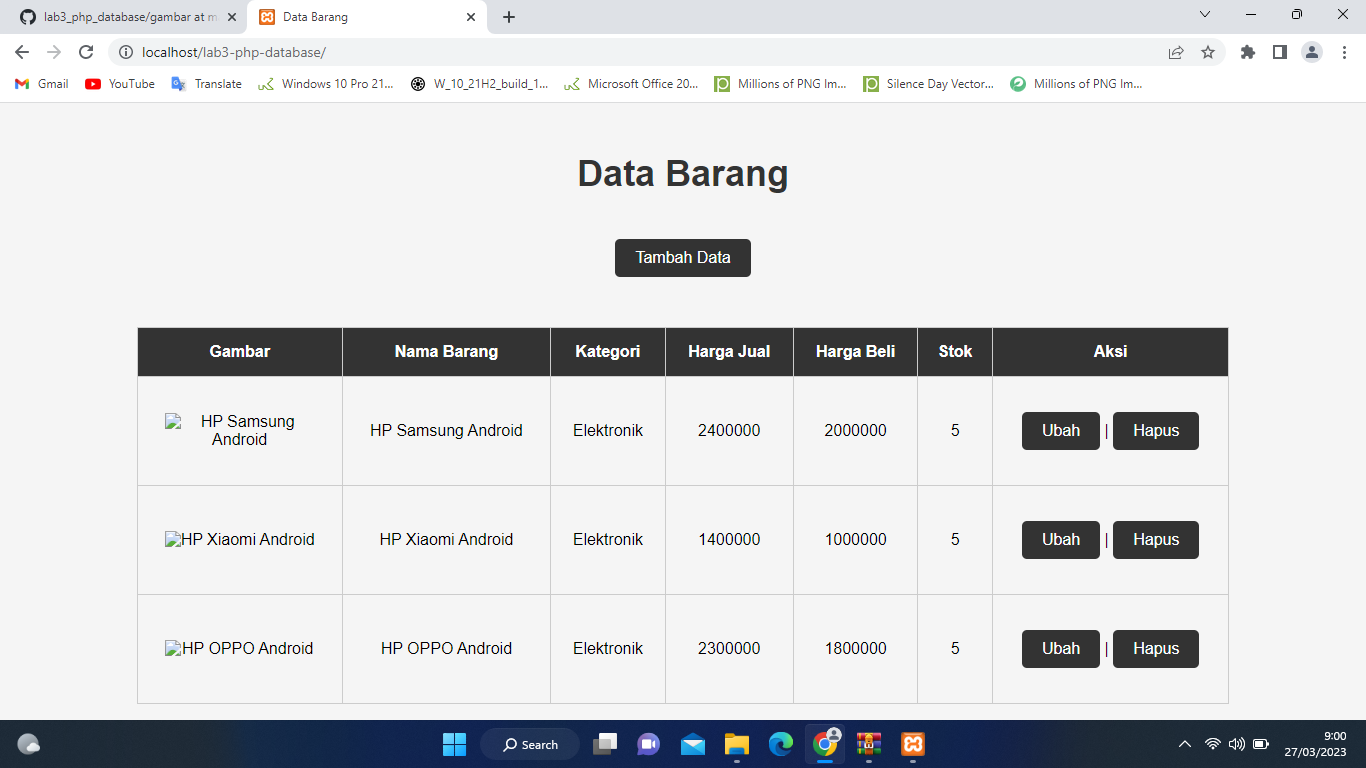 lab3_php_database/gambar at m
Data Barang
localhost/lab3-php-database/
Gmail
YouTube
Translate
Windows 10 Pro 21...
W_10_21H2_build_1...
Microsoft Office 20...
Millions of PNG Im...
Silence Day Vector...
Millions of PNG Im...
Data Barang
Tambah Data
Gambar Nama Barang Kategori Harga Jual Harga Beli Stok Aksi
HP Samsung
Android
HP Samsung Android Elektronik 2400000 2000000 5 Ubah | Hapus
HP Xiaomi Android HP Xiaomi Android Elektronik 1400000 1000000 5 Ubah | Hapus
HP OPPO Android HP OPPO Android Elektronik 2300000 1800000 5 Ubah | Hapus
Search
9:00
27/03/2023